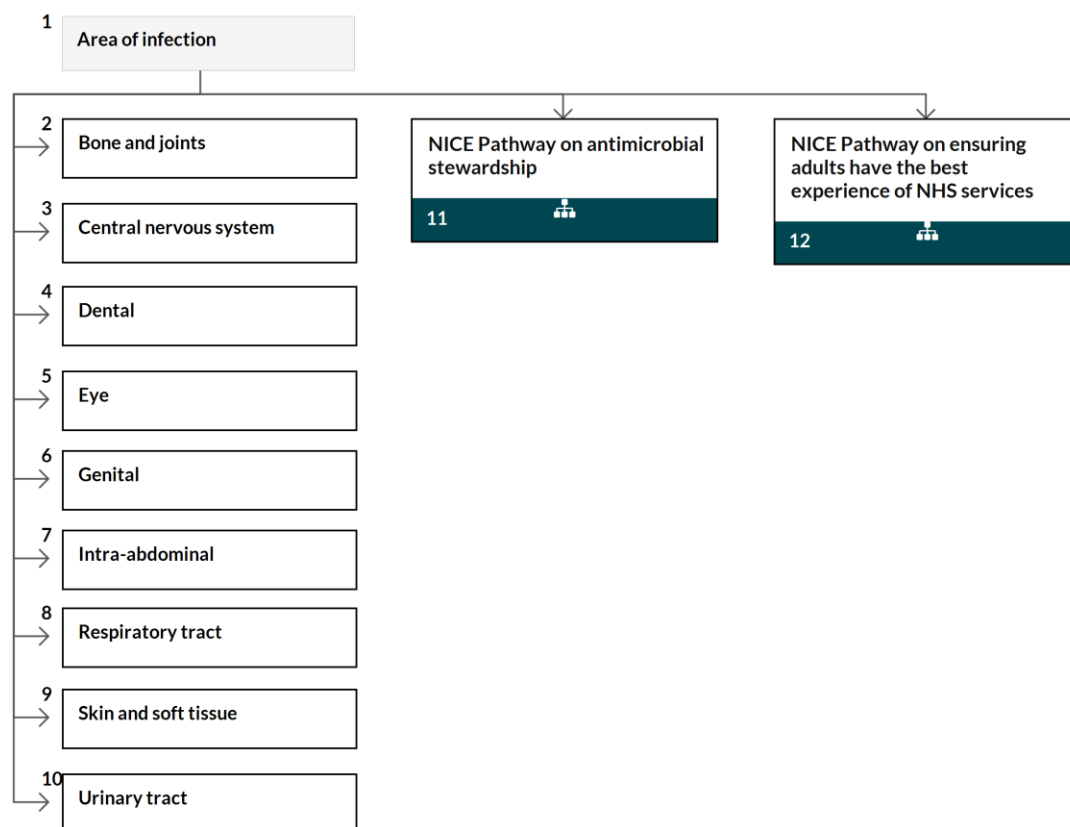 1
Area of infection
2
Bone and joints
3
Central nervous system
4
Dental
5
Eye
6
Genital
7
Intra-abdominal
8
Respiratory tract
9
Skin and soft tissue
10
Urinary tract
NICE Pathway on antimicrobial
stewardship
11
NICE Pathway on ensuring
adults have the best
experience of NHS services
12